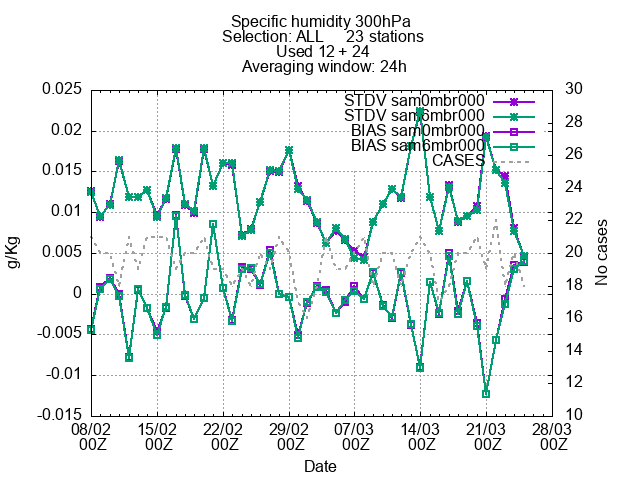 Specific humidity 300hPa
Selection: ALL 23 stations
Used 12 + 24
Averaging window: 24h
STDV sam0mbr000
STDV sam6mbr000
BIAS sam0mbr000
BIAS sam6mbr000
CASES
g/Kg
0.025
0.02
0.015
0.01
0.005
0
-0.005
-0.01
-0.015
No cases
30
28
26
24
22
20
18
16
14
12
10
08/02 15/02 22/02 29/02 07/03 14/03 21/03 28/03
00Z 00Z 00Z 00Z 00Z 00Z 00Z 00Z
Date